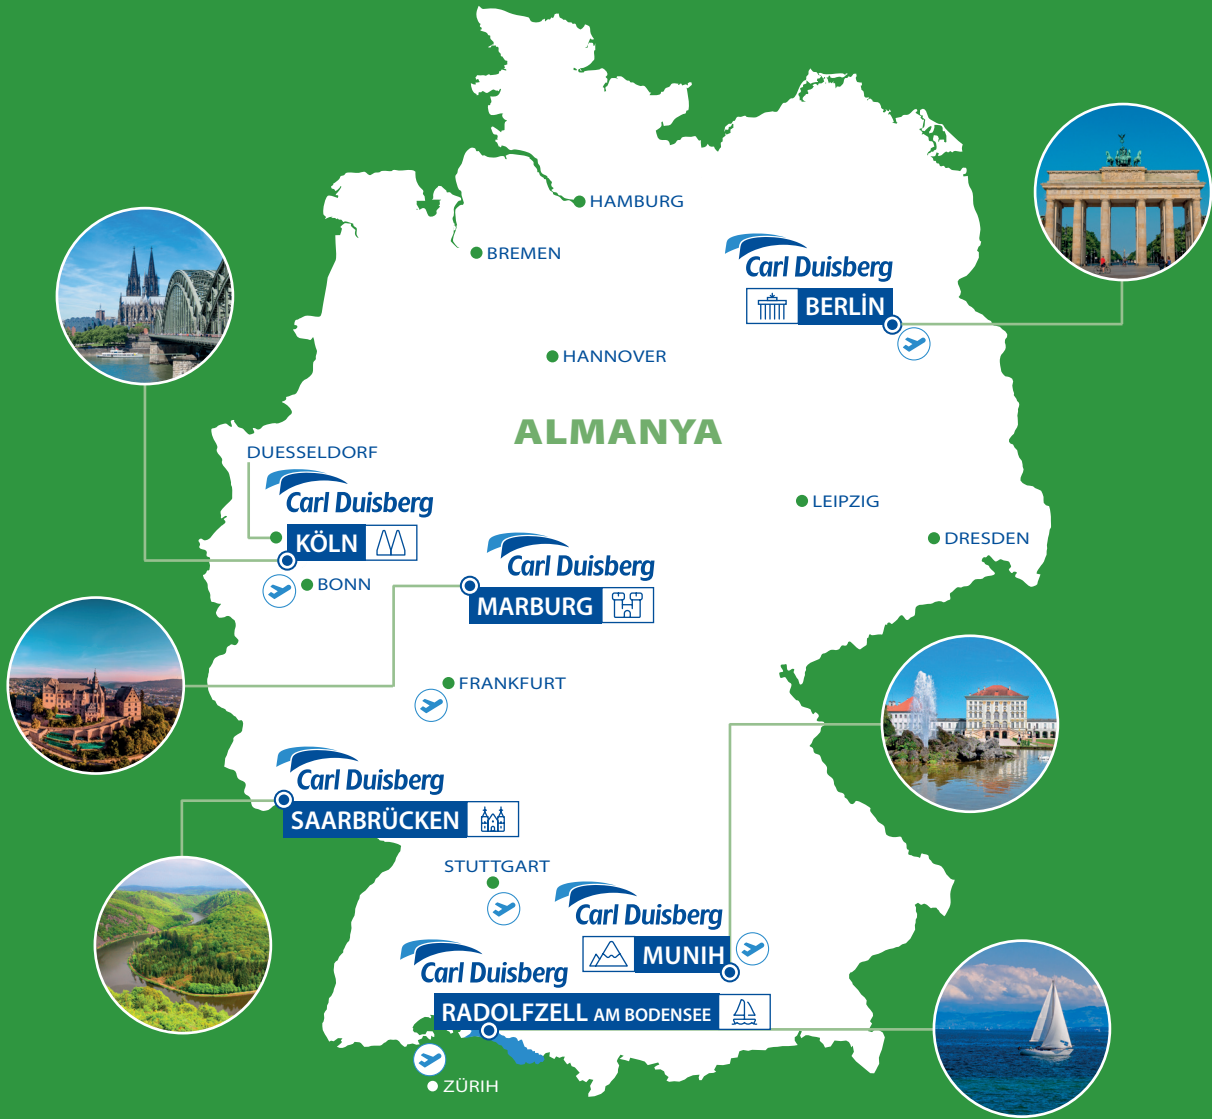 HAMBURG
BREMEN
Carl Duisberg
BERLİN
HANNOVER
ALMANYA
DUESSELDORF
Carl Duisberg
KÖLN
LEIPZIG
DRESDEN
BONN
Carl Duisberg
MARBURG
FRANKFURT
Carl Duisberg
SAARBRÜCKEN
STUTTGART
Carl Duisberg
MUNIH
Carl Duisberg
RADOLFZELL AM BODENSEE
ZÜRIH